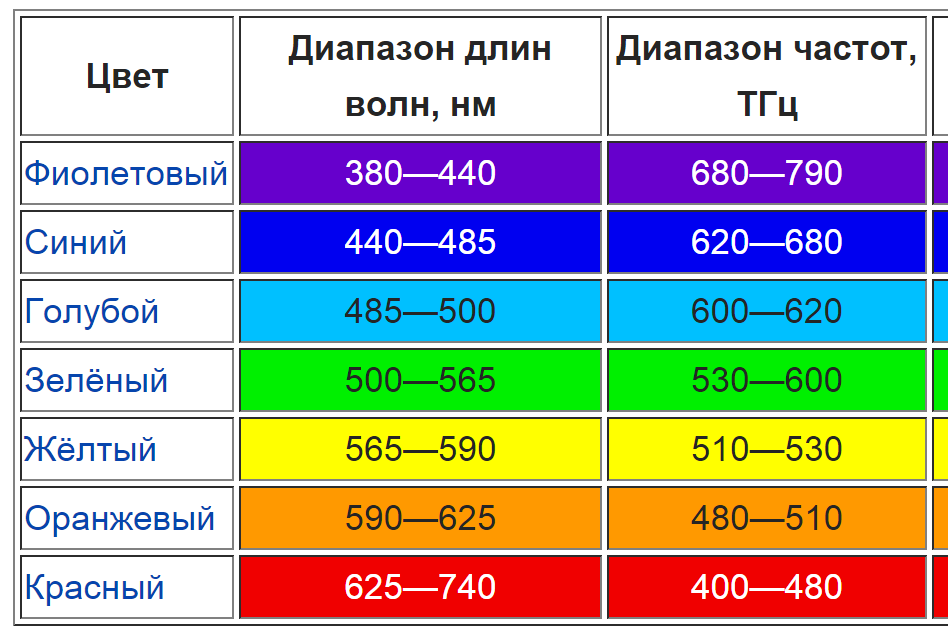 Цвет
Диапазон длин
волн, нм
Диапазон частот,
ТГц
Фиолетовый 380—440 680—790
Синий 440—485 620—680
Голубой 485—500 600—620
Зелёный 500—565 530—600
Жёлтый 565—590 510—530
Оранжевый 590—625 480—510
Красный 625—740 400—480